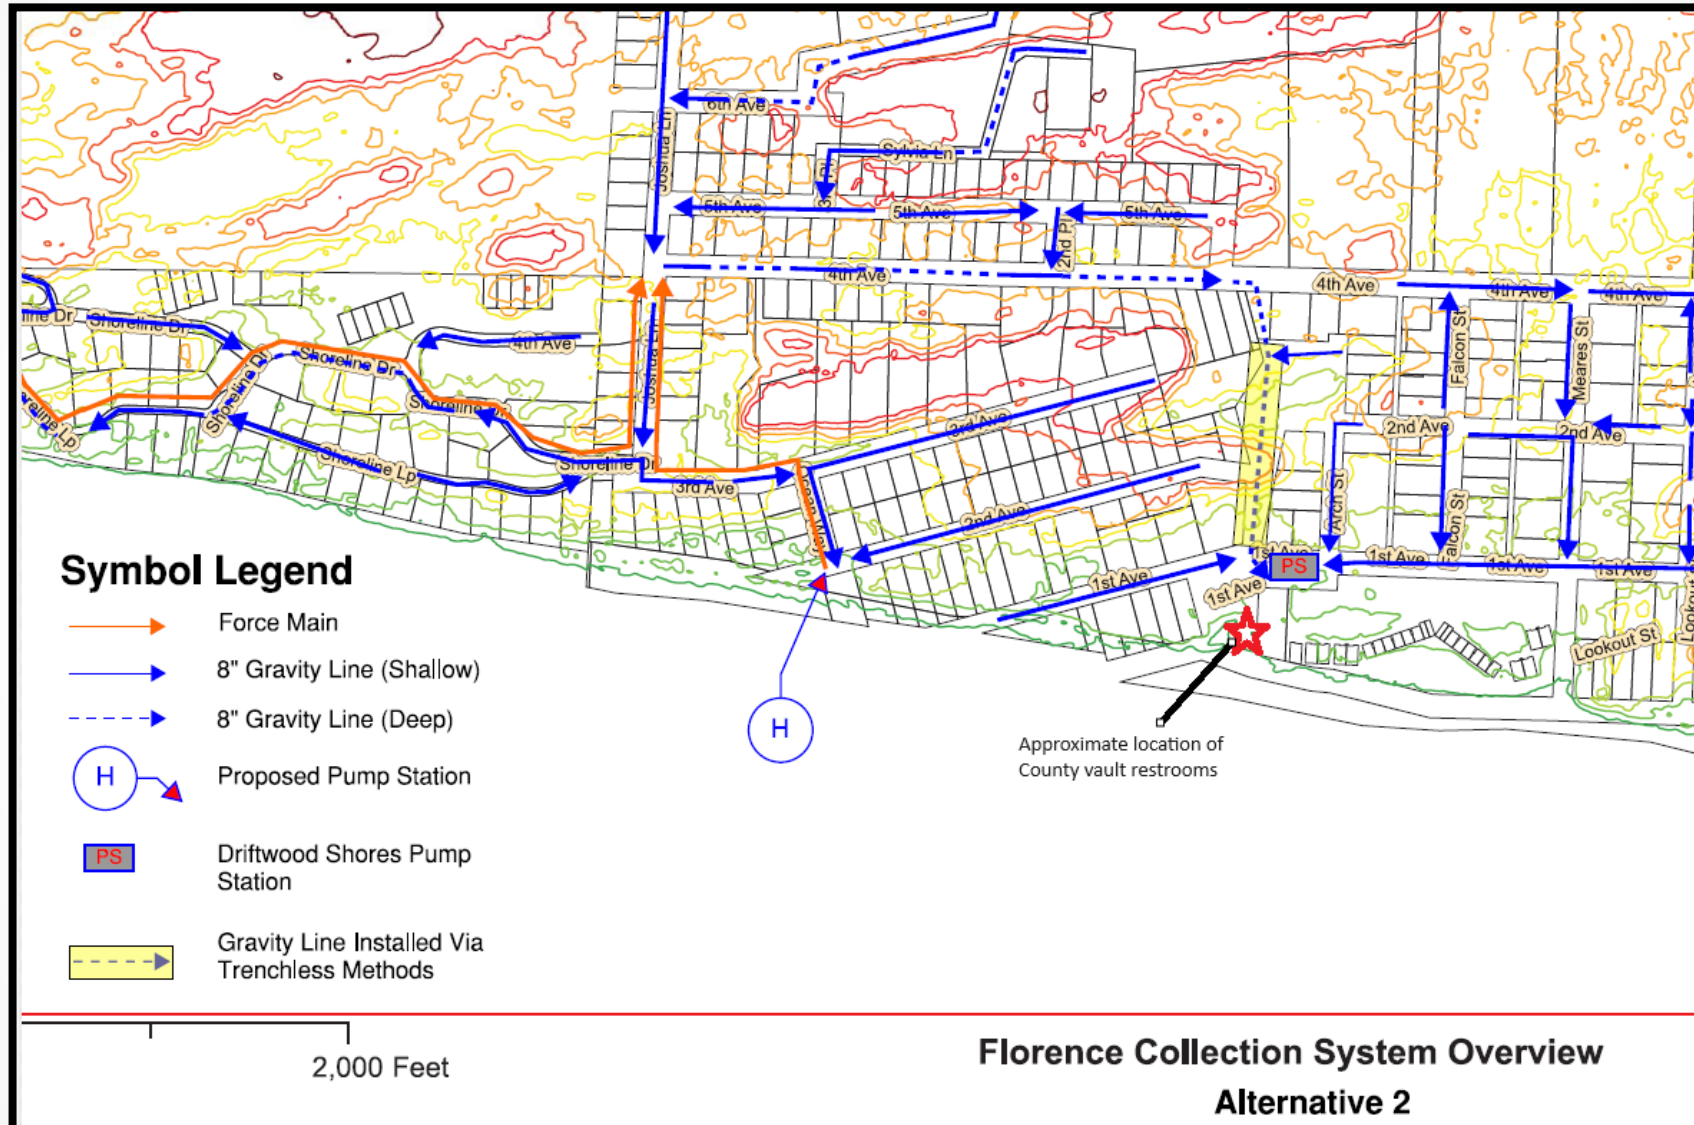 6th Ave
Joshua Ln
Sylvia Ln
5th Ave
5th Ave
5th Ave
2nd Pl
4th Ave
4th Ave
4th Ave
4th Ave
Shoreline Dr
4th Ave
Shoreline Dr
Shoreline Dr
Joshua Ln
Falcon St
Meares St
Shoreline Dr
3rd Ave
2nd Ave
2nd Ave
Shoreline Lp
Shoreline Dr
3rd Ave
Ocean Way
2nd Ave
Arch St
Falcon St
1st Ave
PS
1st Ave
1st Ave
1st Ave
1st Ave
1st Ave
Lookout St
Lookout
H
Approximate location of
County vault restrooms
Symbol Legend
Force Main
8" Gravity Line (Shallow)
8" Gravity Line (Deep)
H
Proposed Pump Station
PS
Driftwood Shores Pump
Station
Gravity Line Installed Via
Trenchless Methods
2,000 Feet
Florence Collection System Overview
Alternative 2